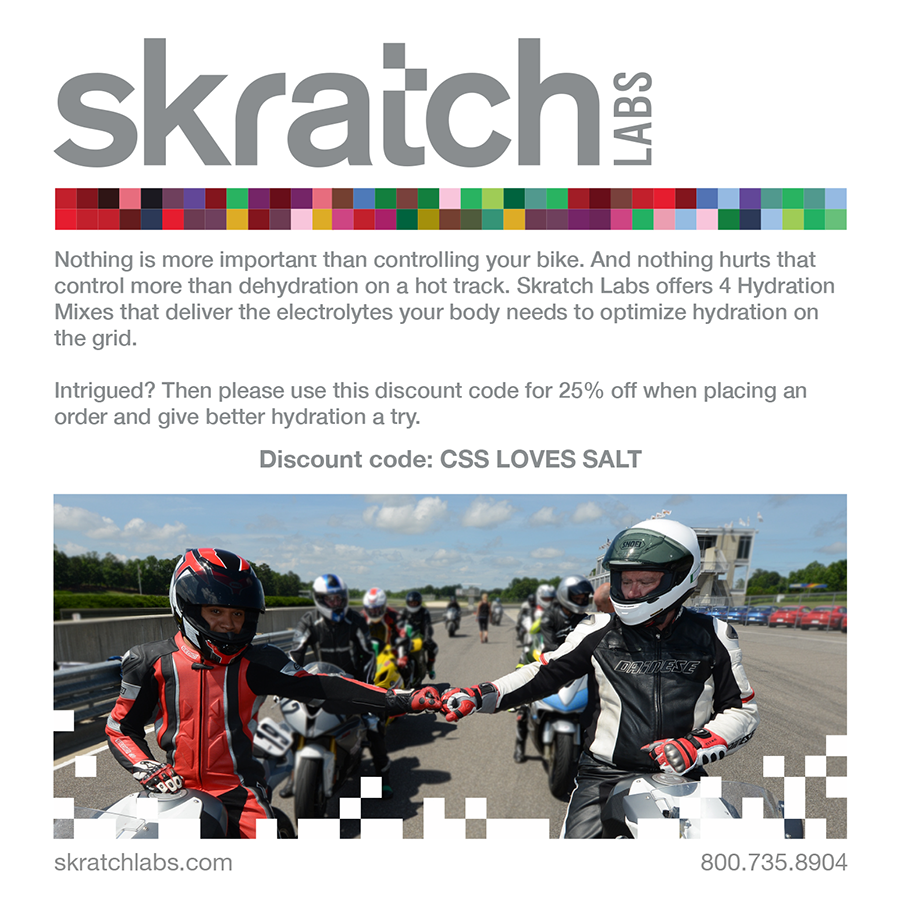 skratch LABS
Nothing is more important than controlling your bike. And nothing hurts that
control more than dehydration on a hot track. Skratch Labs offers 4 Hydration
Mixes that deliver the electrolytes your body needs to optimize hydration on
the grid.
Intrigued? Then please use this discount code for 25% off when placing an
order and give better hydration a try.
Discount code: CSS LOVES SALT
SHOEI
DAINESE
skratchlabs.com
800.735.8904